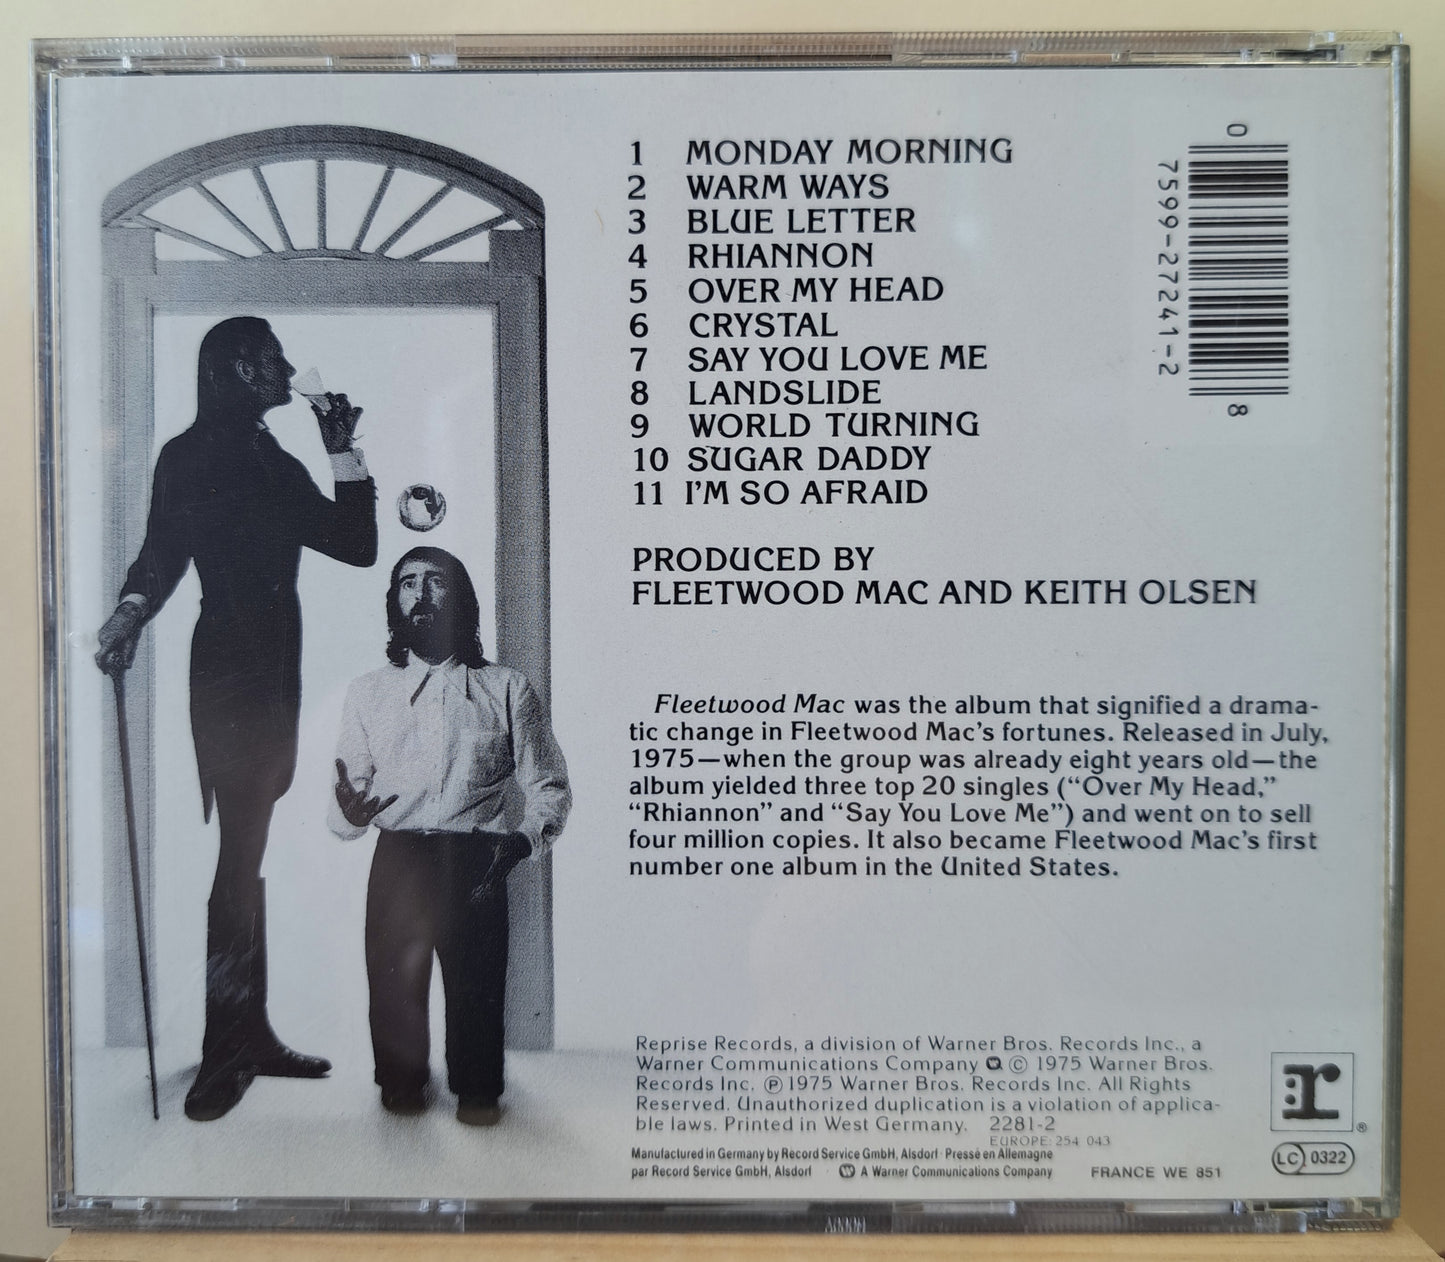 1 MONDAY MORNING
2 WARM WAYS
3 BLUE LETTER
4 RHIANNON
5 OVER MY HEAD
6 CRYSTAL
7 SAY YOU LOVE ME
8 LANDSLIDE
9 WORLD TURNING
10 SUGAR DADDY
11 I'M SO AFRAID
0
7599-27241-2
8
PRODUCED BY
FLEETWOOD MAC AND KEITH OLSEN
Fleetwood Mac was the album that signified a drama-
tic change in Fleetwood Mac's fortunes. Released in July,
1975—when the group was already eight years old—the
album yielded three top 20 singles (“Over My Head,”
“Rhiannon” and “Say You Love Me”) and went on to sell
four million copies. It also became Fleetwood Mac's first
number one album in the United States.
Reprise Records, a division of Warner Bros. Records Inc., a
Warner Communications Company © 1975 Warner Bros.
Records Inc. ℗ 1975 Warner Bros. Records Inc. All Rights
Reserved. Unauthorized duplication is a violation of applica-
ble laws. Printed in West Germany. 2281-2
EUROPE: 254 043
Manufactured in Germany by Record Service GmbH, Alsdorf · Pressé en Allemagne
par Record Service GmbH, Alsdorf A Warner Communications Company FRANCE WE 851
:r ®
LC 0322